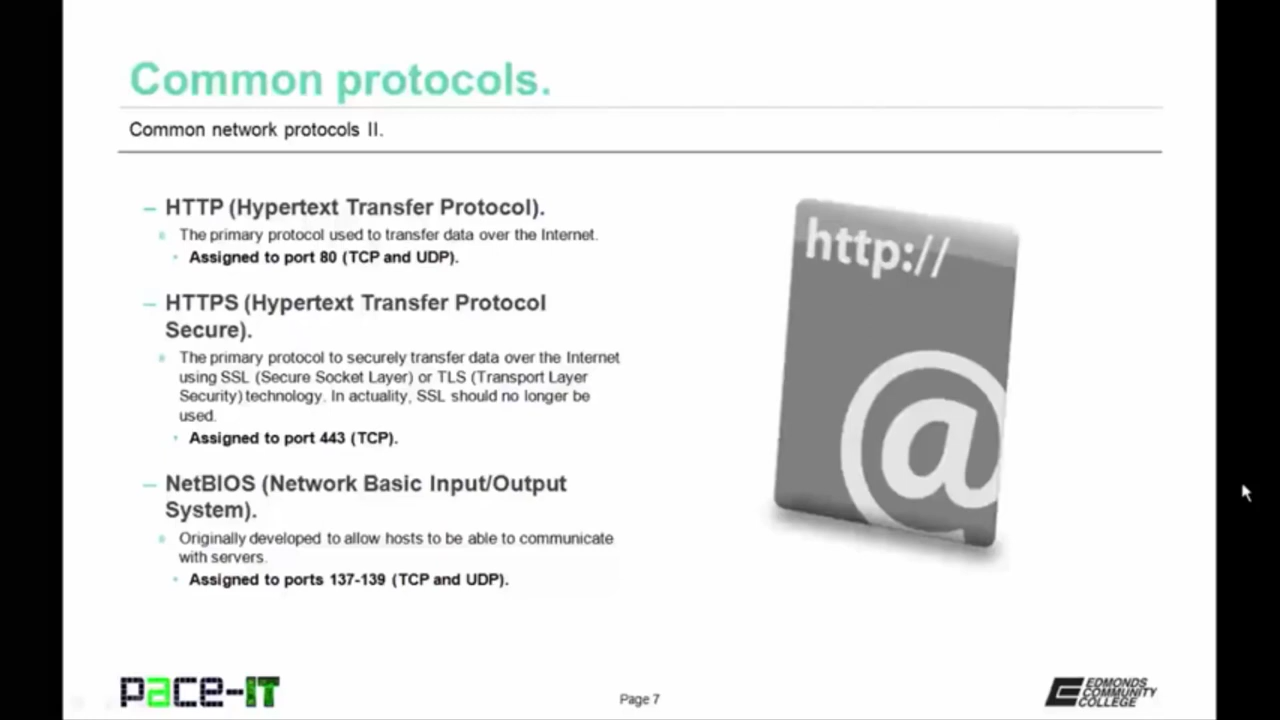 Common protocols.
Common network protocols II.
– HTTP (Hypertext Transfer Protocol).
The primary protocol used to transfer data over the Internet.
Assigned to port 80 (TCP and UDP).
– HTTPS (Hypertext Transfer Protocol
Secure).
The primary protocol to securely transfer data over the Internet
using SSL (Secure Socket Layer) or TLS (Transport Layer
Security) technology. In actuality, SSL should no longer be
used.
Assigned to port 443 (TCP).
– NetBIOS (Network Basic Input/Output
System).
Originally developed to allow hosts to be able to communicate
with servers.
Assigned to ports 137-139 (TCP and UDP).
http://
@
pace-IT
Page 7
EDMONDS
COMMUNITY
COLLEGE